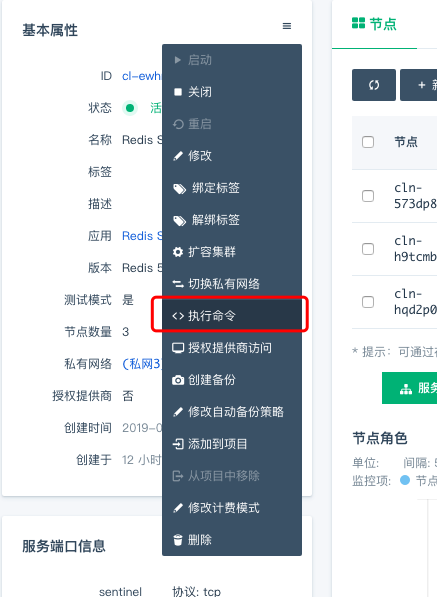 基本属性
ID cl-ewh
状态 活
名称 Redis S
标签
描述
应用 Redis S
版本 Redis 5
测试模式 是
节点数量 3
私有网络 (私网3)
授权提供商 否
创建时间 2019-0
创建于 12 小时
启动
关闭
重启
修改
绑定标签
解绑标签
扩容集群
切换私有网络
执行命令
授权提供商访问
创建备份
修改自动备份策略
添加到项目
从项目中移除
修改计费模式
删除
服务端口信息
sentinel 协议: tcp
节点
+
节点
cln-
573dp8
cln-
h9tcmb
cln-
hqd2p0
* 提示: 可通过在
服务
节点角色
单位: 间隔: 5
监控项: 节点